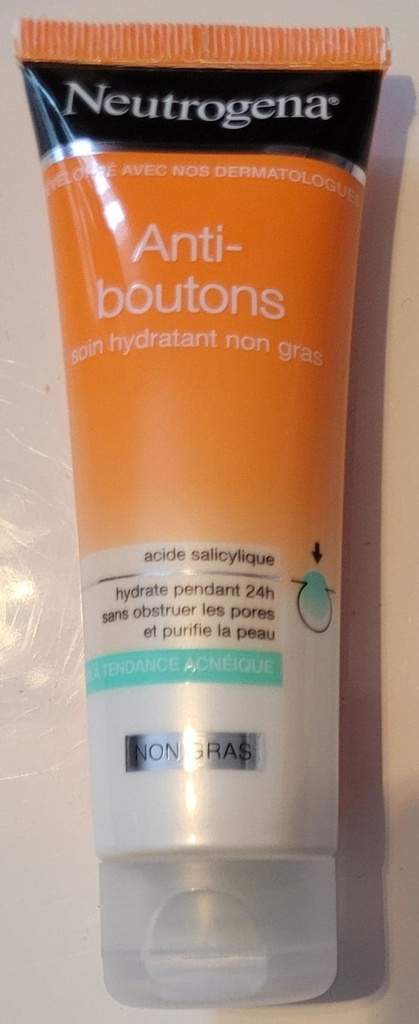 Neutrogena®
AVEC NOS DERMATOLOGUES
Anti-
boutons
soin hydratant non gras
acide salicylique
hydrate pendant 24h
sans obstruer les pores
et purifie la peau
À TENDANCE ACNÉIQUE
NON GRAS